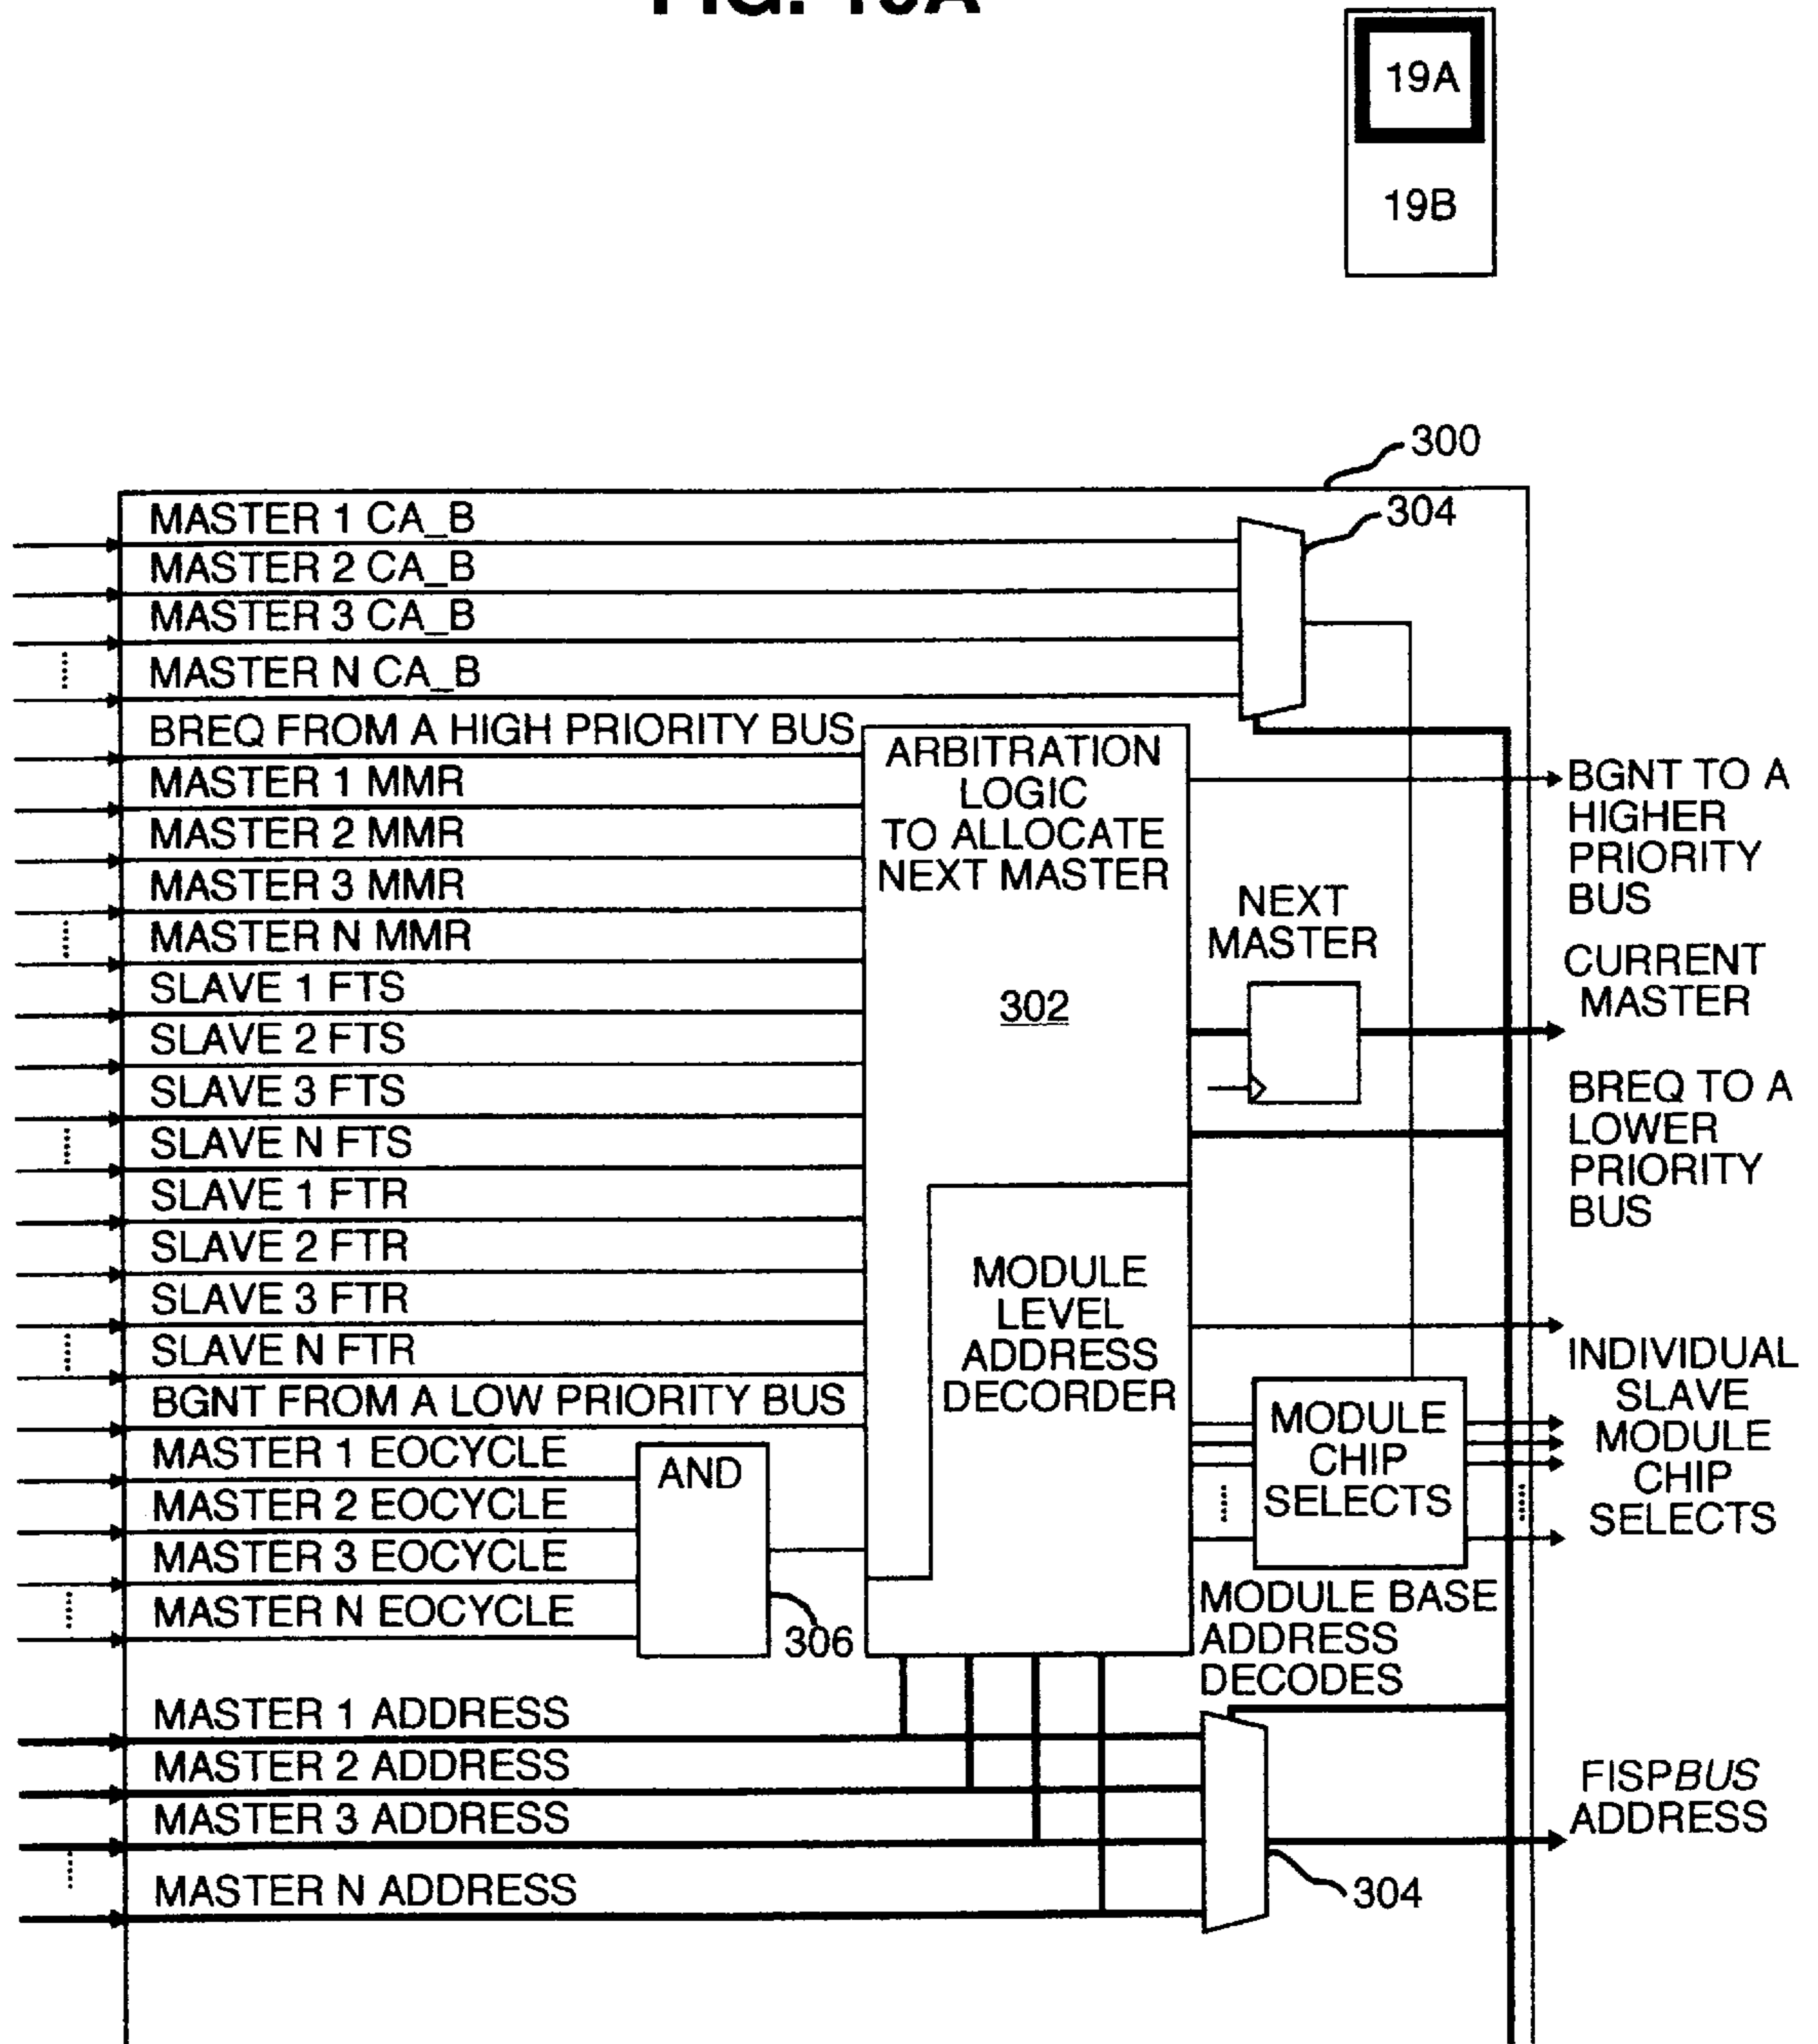 FIG. 19A
19A
19B
300
304
MASTER 1 CA_B
MASTER 2 CA_B
MASTER 3 CA_B
MASTER N CA_B
BREQ FROM A HIGH PRIORITY BUS
MASTER 1 MMR
MASTER 2 MMR
MASTER 3 MMR
MASTER N MMR
SLAVE 1 FTS
SLAVE 2 FTS
SLAVE 3 FTS
SLAVE N FTS
SLAVE 1 FTR
SLAVE 2 FTR
SLAVE 3 FTR
SLAVE N FTR
BGNT FROM A LOW PRIORITY BUS
MASTER 1 EOCYCLE
MASTER 2 EOCYCLE
MASTER 3 EOCYCLE
MASTER N EOCYCLE
AND
306
ARBITRATION
LOGIC
TO ALLOCATE
NEXT MASTER
302
MODULE
LEVEL
ADDRESS
DECORDER
NEXT
MASTER
MODULE
CHIP
SELECTS
MODULE BASE
ADDRESS
DECODES
BGNT TO A
HIGHER
PRIORITY
BUS
CURRENT
MASTER
BREQ TO A
LOWER
PRIORITY
BUS
INDIVIDUAL
SLAVE
MODULE
CHIP
SELECTS
MASTER 1 ADDRESS
MASTER 2 ADDRESS
MASTER 3 ADDRESS
MASTER N ADDRESS
304
FISPBUS
ADDRESS